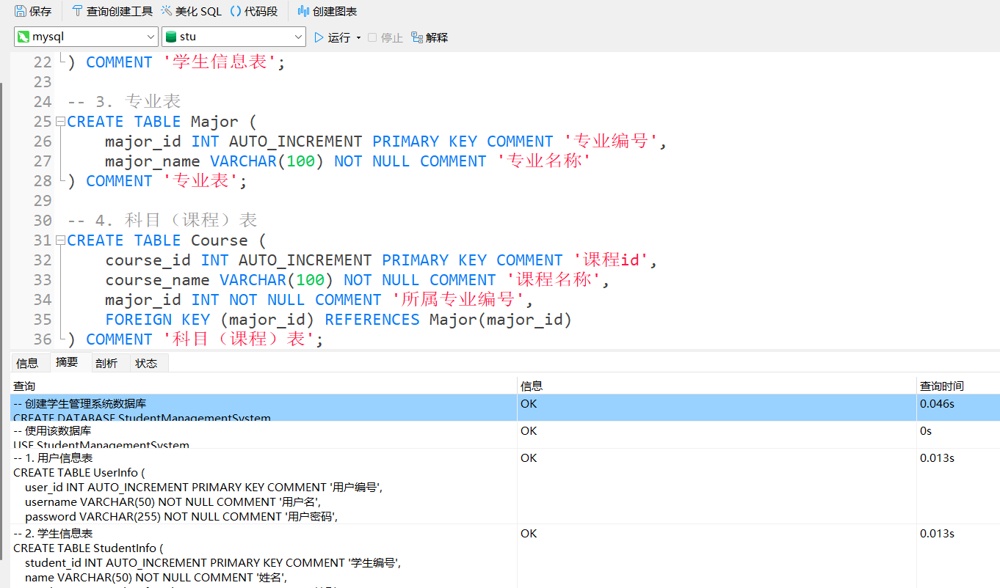 保存 查询创建工具 美化 SQL () 代码段 创建图表
mysql stu 运行 停止 解释
22 ) COMMENT '学生信息表';
23
24 -- 3. 专业表
25 CREATE TABLE Major (
26 major_id INT AUTO_INCREMENT PRIMARY KEY COMMENT '专业编号',
27 major_name VARCHAR(100) NOT NULL COMMENT '专业名称'
28 ) COMMENT '专业表';
29
30 -- 4. 科目（课程）表
31 CREATE TABLE Course (
32 course_id INT AUTO_INCREMENT PRIMARY KEY COMMENT '课程id',
33 course_name VARCHAR(100) NOT NULL COMMENT '课程名称',
34 major_id INT NOT NULL COMMENT '所属专业编号',
35 FOREIGN KEY (major_id) REFERENCES Major(major_id)
36 ) COMMENT '科目（课程）表';
信息 摘要 剖析 状态
查询 信息 查询时间
-- 创建学生管理系统数据库 OK 0.046s
CREATE DATABASE StudentManagementSystem
-- 使用该数据库 OK 0s
USE StudentManagementSystem
-- 1. 用户信息表 OK 0.013s
CREATE TABLE UserInfo (
user_id INT AUTO_INCREMENT PRIMARY KEY COMMENT '用户编号',
username VARCHAR(50) NOT NULL COMMENT '用户名',
password VARCHAR(255) NOT NULL COMMENT '用户密码',
-- 2. 学生信息表 OK 0.013s
CREATE TABLE StudentInfo (
student_id INT AUTO_INCREMENT PRIMARY KEY COMMENT '学生编号',
name VARCHAR(50) NOT NULL COMMENT '姓名',